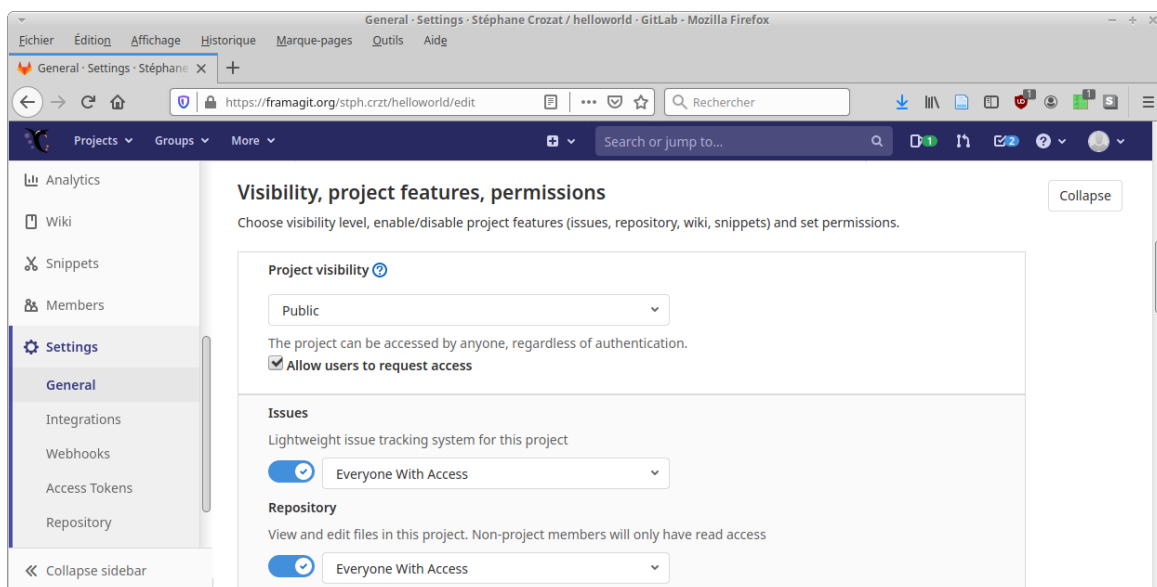 General · Settings · Stéphane Crozat / helloworld · GitLab - Mozilla Firefox
Fichier Édition Affichage Historique Marque-pages Outils Aide
General · Settings · Stéphane
https://framagit.org/stph.crzt/helloworld/edit
Rechercher
1
1
S
Projects Groups More
Search or jump to...
1
2
Analytics
Wiki
Snippets
Members
Settings
General
Integrations
Webhooks
Access Tokens
Repository
Collapse sidebar
Visibility, project features, permissions
Collapse
Choose visibility level, enable/disable project features (issues, repository, wiki, snippets) and set permissions.
Project visibility
Public
The project can be accessed by anyone, regardless of authentication.
Allow users to request access
Issues
Lightweight issue tracking system for this project
Everyone With Access
Repository
View and edit files in this project. Non-project members will only have read access
Everyone With Access